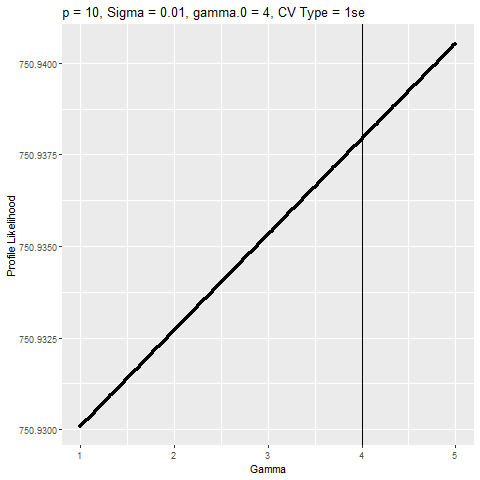 p = 10, Sigma = 0.01, gamma.0 = 4, CV Type = 1se
750.9400
750.9375
750.9350
750.9325
750.9300
Profile Likelihood
1 2 3 4 5
Gamma